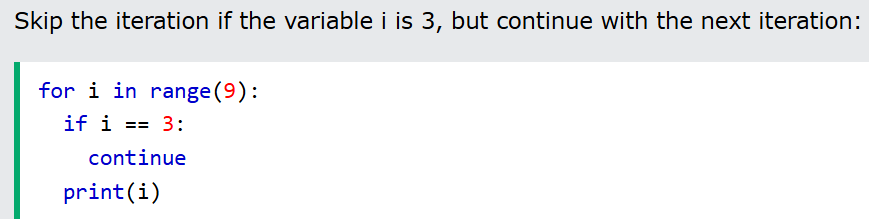 Skip the iteration if the variable i is 3, but continue with the next iteration:
for i in range(9):
  if i == 3:
    continue
  print(i)